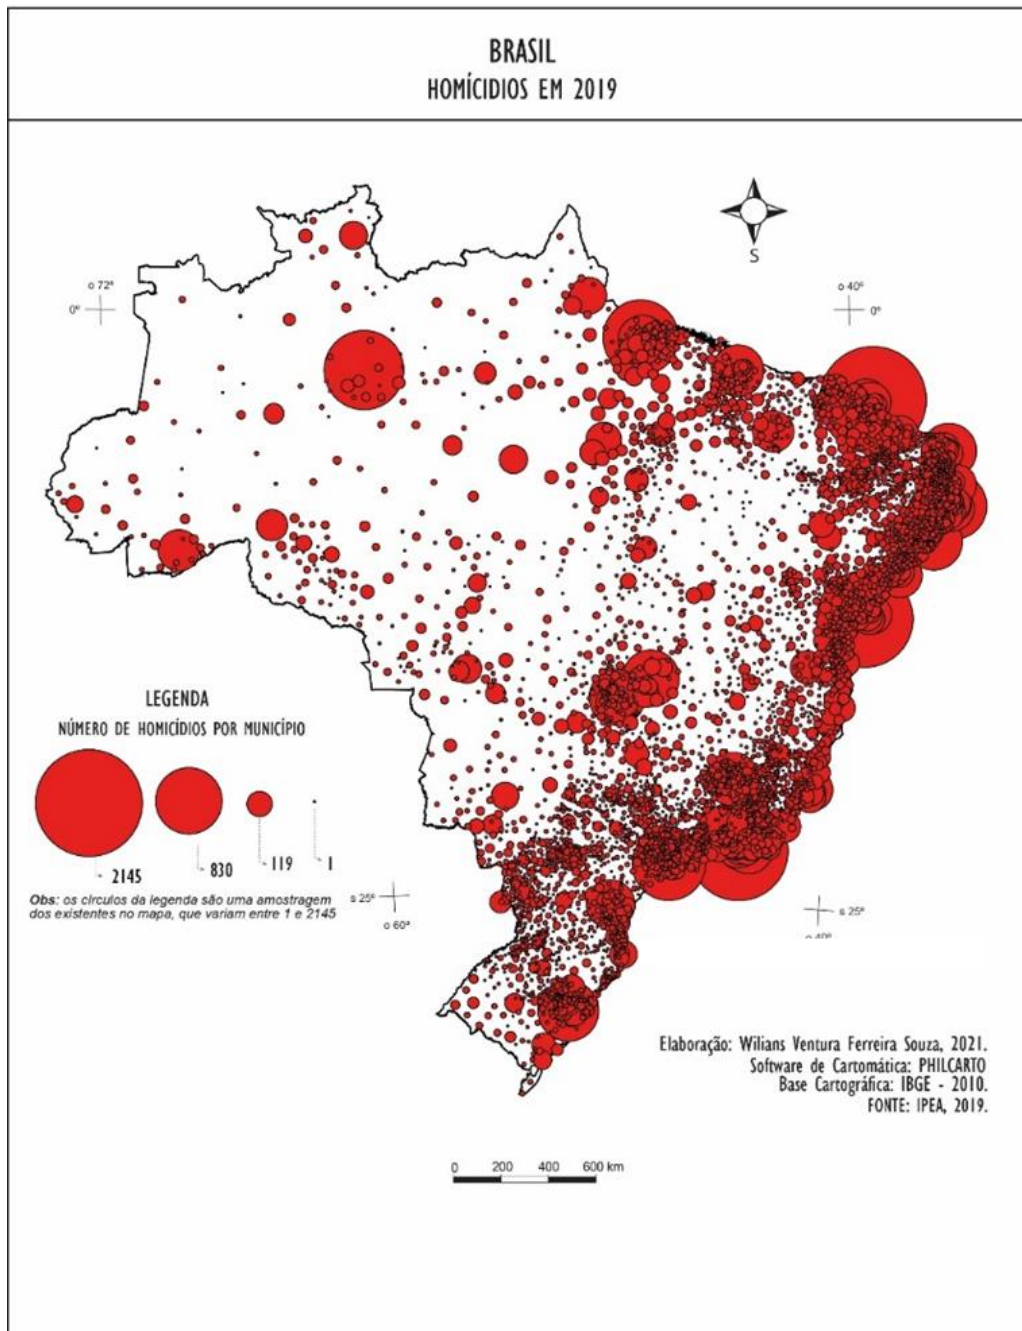 BRASIL
HOMÍCIDIOS EM 2019
S
o 72º
0º
o 40º
0º
LEGENDA
NÚMERO DE HOMICÍDIOS POR MUNICÍPIO
2145
830
119
1
Obs: os círculos da legenda são uma amostragem
dos existentes no mapa, que variam entre 1 e 2145
s 25º
o 60º
s 25º
o 40º
Elaboração: Wilians Ventura Ferreira Souza, 2021.
Software de Cartomática: PHILCARTO
Base Cartográfica: IBGE - 2010.
FONTE: IPEA, 2019.
0 200 400 600 km